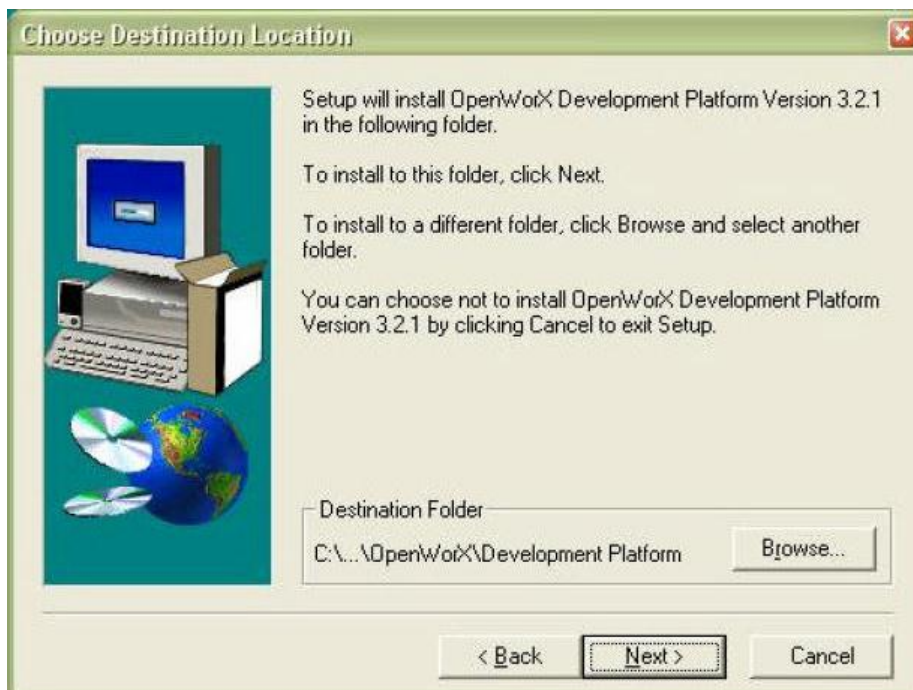 Choose Destination Location
Setup will install OpenWorX Development Platform Version 3.2.1
in the following folder.
To install to this folder, click Next.
To install to a different folder, click Browse and select another
folder.
You can choose not to install OpenWorX Development Platform
Version 3.2.1 by clicking Cancel to exit Setup.
Destination Folder
C:\...\OpenWorX\Development Platform
Browse...
< Back
Next >
Cancel